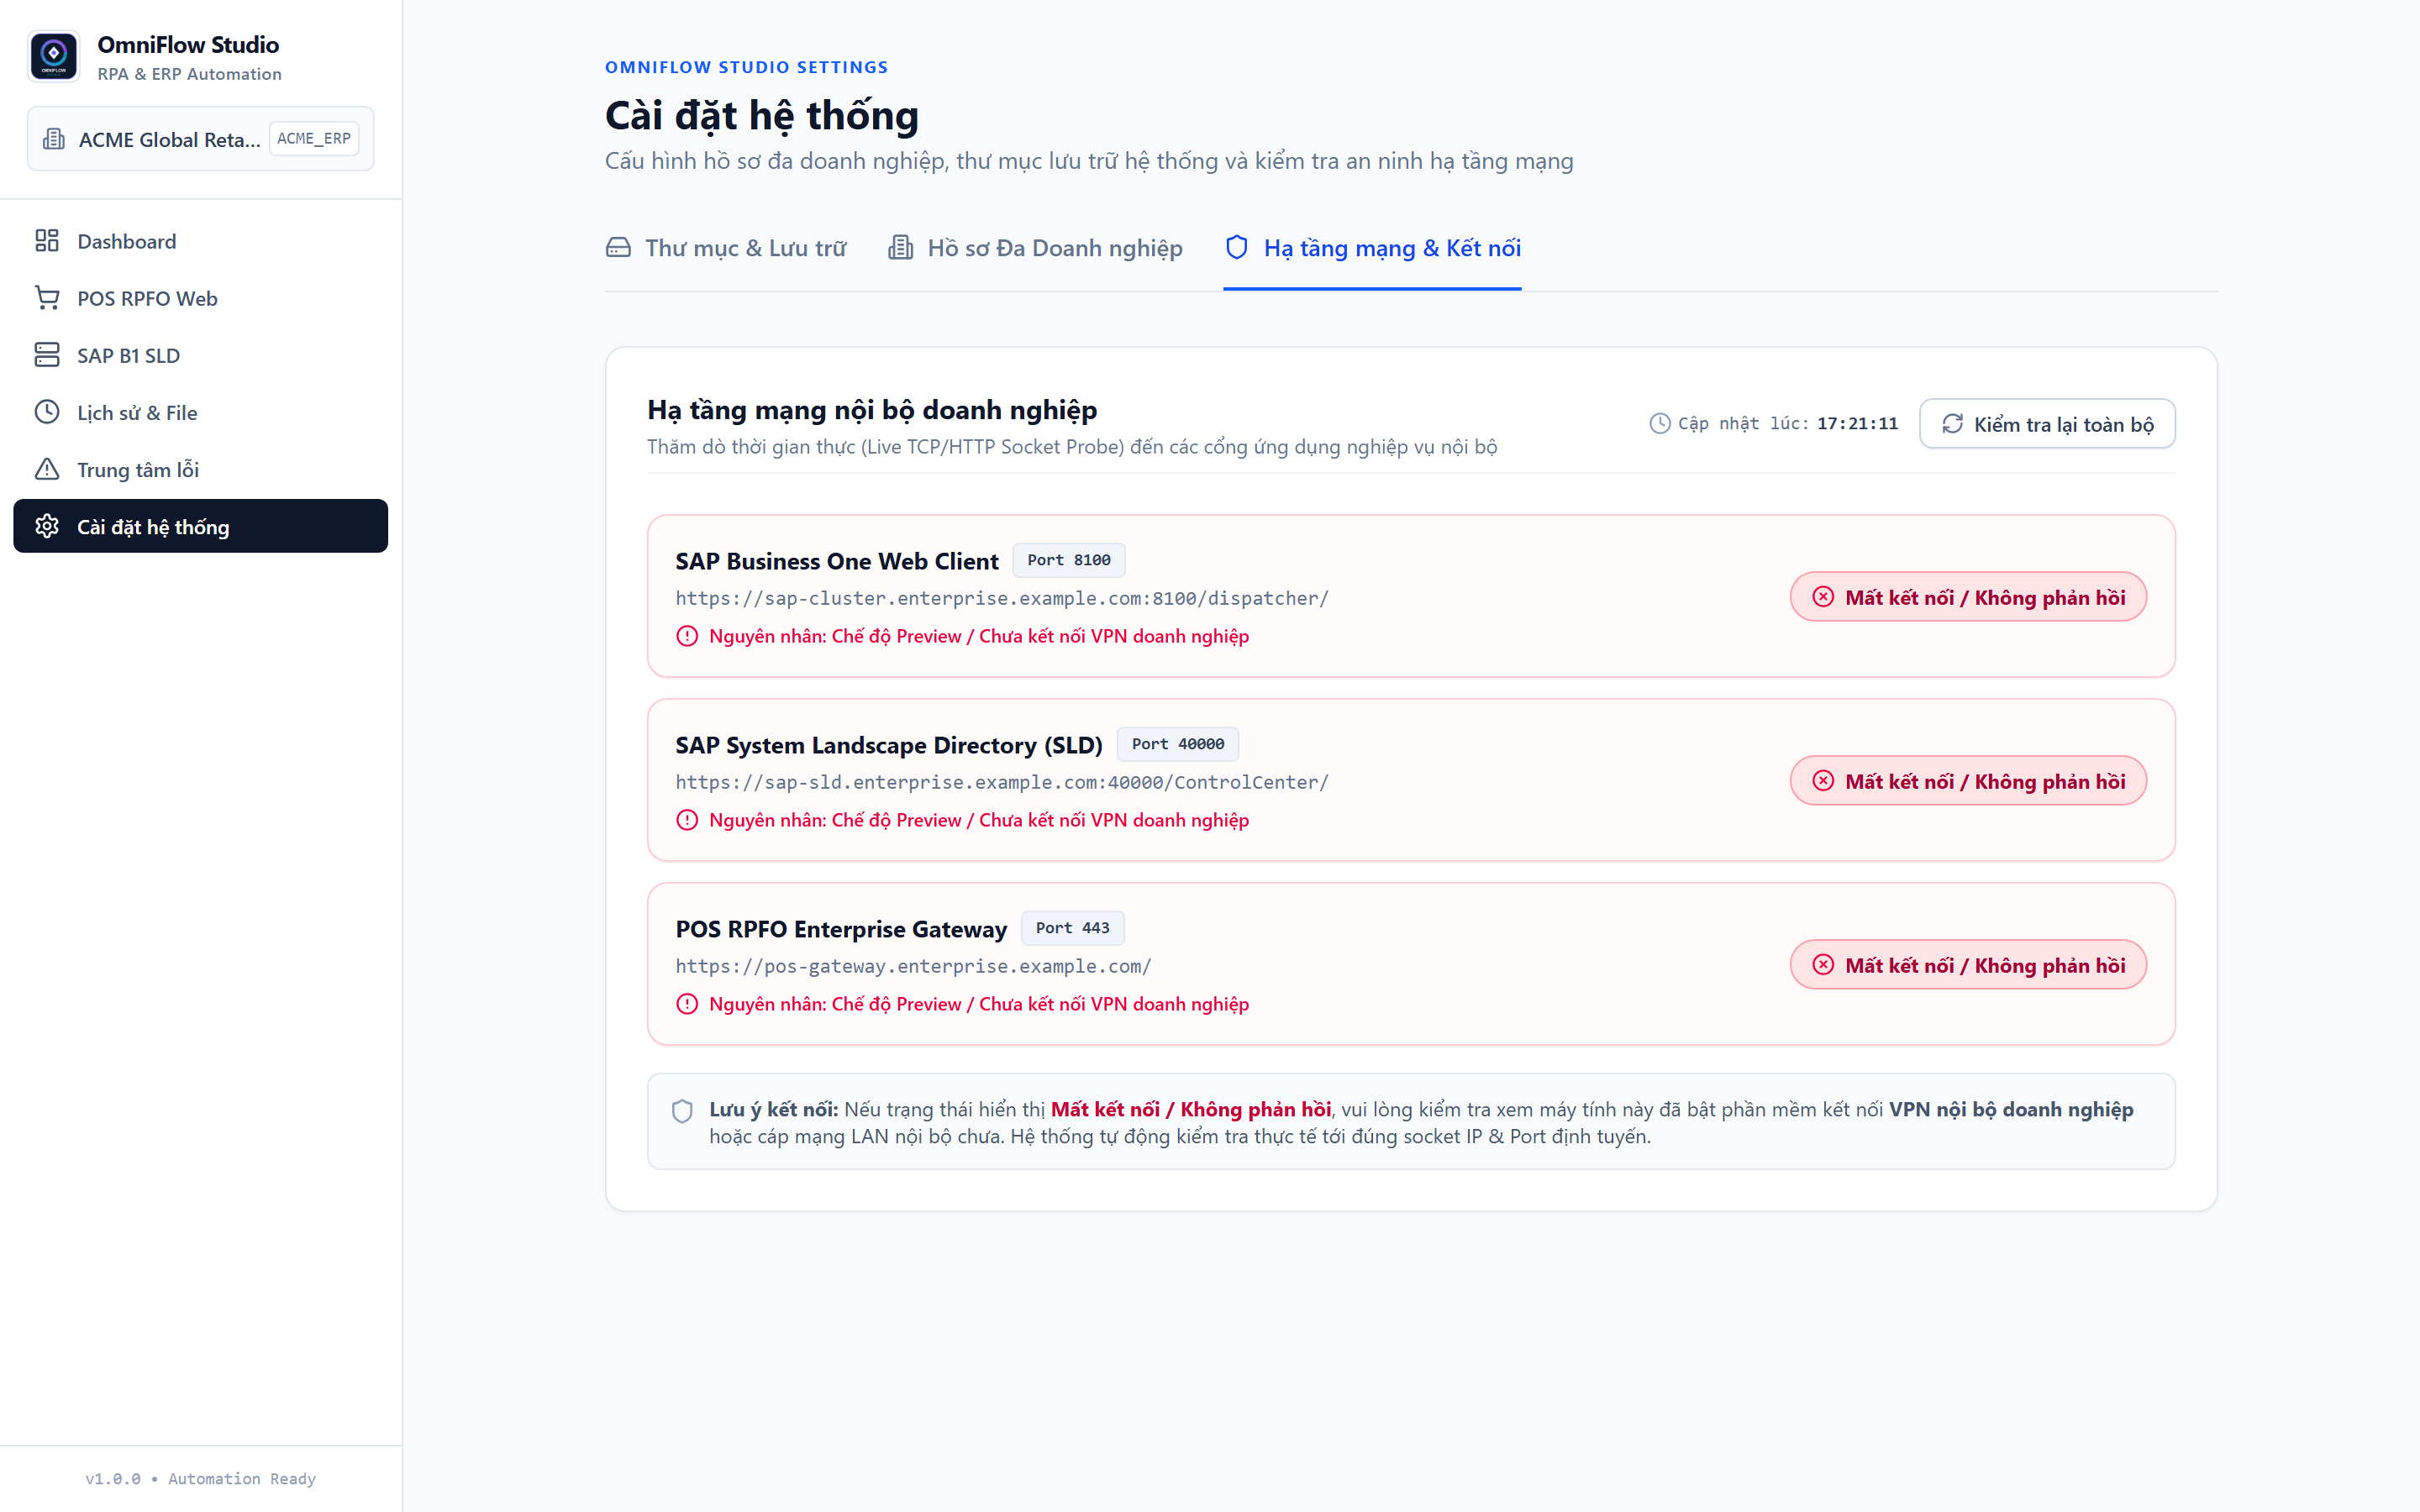 OmniFlow Studio
RPA & ERP Automation
OMNIFLOW
ACME Global Reta... ACME_ERP
Dashboard
POS RPFO Web
SAP B1 SLD
Lịch sử & File
Trung tâm lỗi
Cài đặt hệ thống
v1.0.0 • Automation Ready
OMNIFLOW STUDIO SETTINGS
Cài đặt hệ thống
Cấu hình hồ sơ đa doanh nghiệp, thư mục lưu trữ hệ thống và kiểm tra an ninh hạ tầng mạng
Thư mục & Lưu trữ Hồ sơ Đa Doanh nghiệp Hạ tầng mạng & Kết nối
Hạ tầng mạng nội bộ doanh nghiệp
Thăm dò thời gian thực (Live TCP/HTTP Socket Probe) đến các cổng ứng dụng nghiệp vụ nội bộ
Cập nhật lúc: 17:21:11 Kiểm tra lại toàn bộ
SAP Business One Web Client Port 8100
https://sap-cluster.enterprise.example.com:8100/dispatcher/
Nguyên nhân: Chế độ Preview / Chưa kết nối VPN doanh nghiệp
Mất kết nối / Không phản hồi
SAP System Landscape Directory (SLD) Port 40000
https://sap-sld.enterprise.example.com:40000/ControlCenter/
Nguyên nhân: Chế độ Preview / Chưa kết nối VPN doanh nghiệp
Mất kết nối / Không phản hồi
POS RPFO Enterprise Gateway Port 443
https://pos-gateway.enterprise.example.com/
Nguyên nhân: Chế độ Preview / Chưa kết nối VPN doanh nghiệp
Mất kết nối / Không phản hồi
Lưu ý kết nối: Nếu trạng thái hiển thị Mất kết nối / Không phản hồi, vui lòng kiểm tra xem máy tính này đã bật phần mềm kết nối VPN nội bộ doanh nghiệp
hoặc cáp mạng LAN nội bộ chưa. Hệ thống tự động kiểm tra thực tế tới đúng socket IP & Port định tuyến.